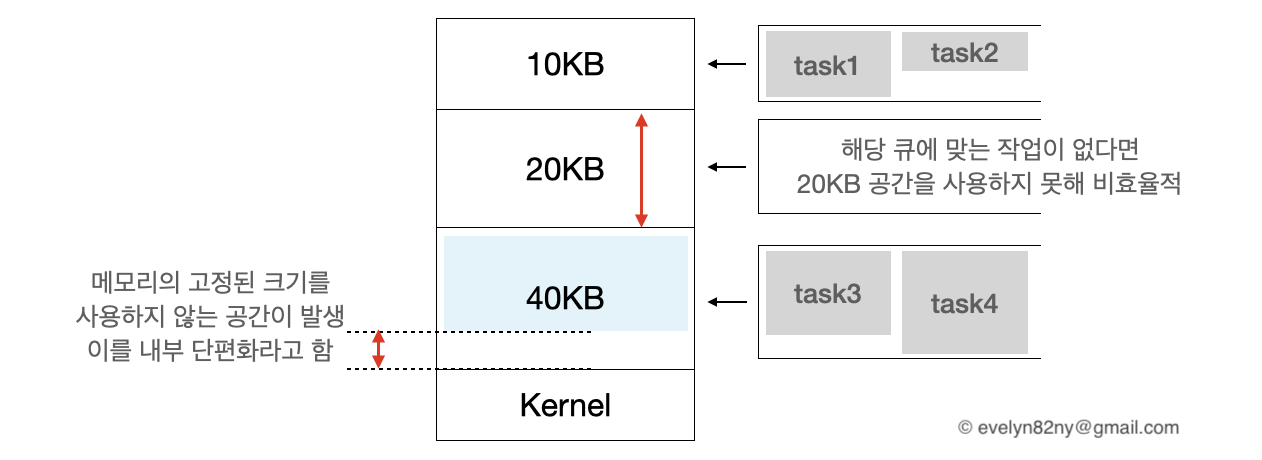 10KB
task1
task2
20KB
해당 큐에 맞는 작업이 없다면
20KB 공간을 사용하지 못해 비효율적
메모리의 고정된 크기를
사용하지 않는 공간이 발생
이를 내부 단편화라고 함
40KB
task3
task4
Kernel
© evelyn82ny@gmail.com